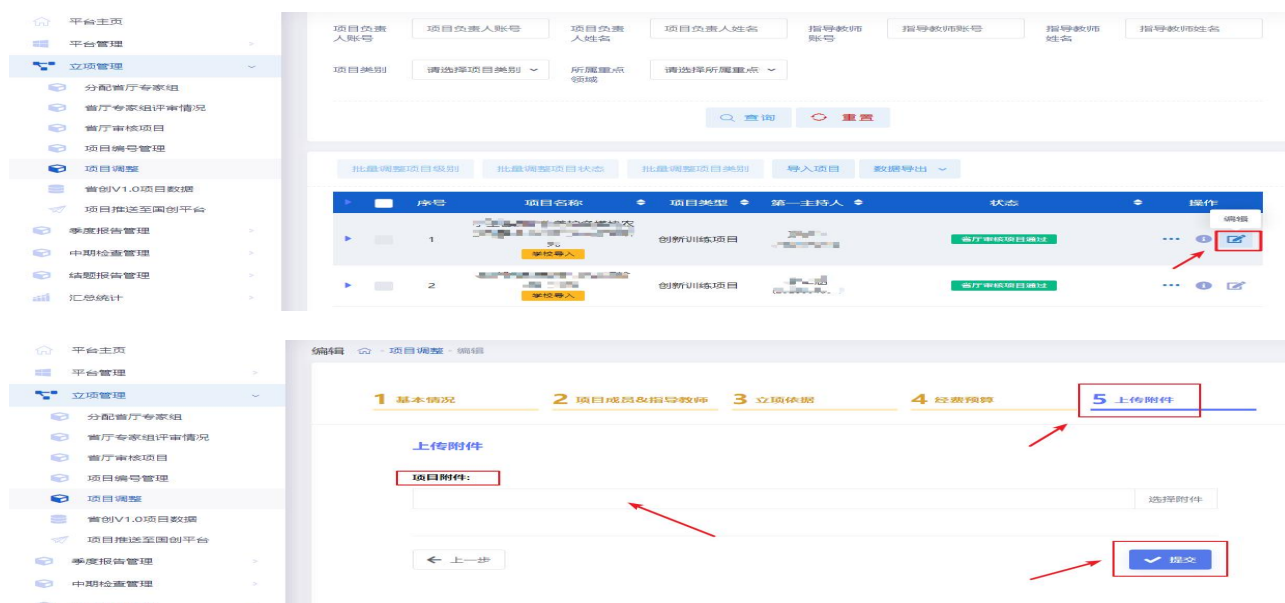 平台主页
平台管理
立项管理
分配省厅专家组
省厅专家组评审情况
省厅审核项目
项目编号管理
项目调整
省创V1.0项目数据
项目推送至国创平台
季度报告管理
中期检查管理
结题报告管理
汇总统计
项目负责人账号 项目负责人账号 项目负责人姓名 项目负责人姓名 指导教师账号 指导教师账号 指导教师姓名 指导教师姓名
项目类别 请选择项目类别 所属重点领域 请选择所属重点
查询 重置
批量调整项目级别 批量调整项目状态 批量调整项目类别 导入项目 数据导出
序号 项目名称 项目类型 第一主持人 状态 操作
编辑
1 创新训练项目 省厅审核项目通过
学校导入
2 创新训练项目 省厅审核项目通过
学校导入
平台主页
平台管理
立项管理
分配省厅专家组
省厅专家组评审情况
省厅审核项目
项目编号管理
项目调整
省创V1.0项目数据
项目推送至国创平台
季度报告管理
中期检查管理
编辑 - 项目调整 - 编辑
1 基本情况 2 项目成员&指导教师 3 立项依据 4 经费预算 5 上传附件
上传附件
项目附件:
选择附件
上一步 提交